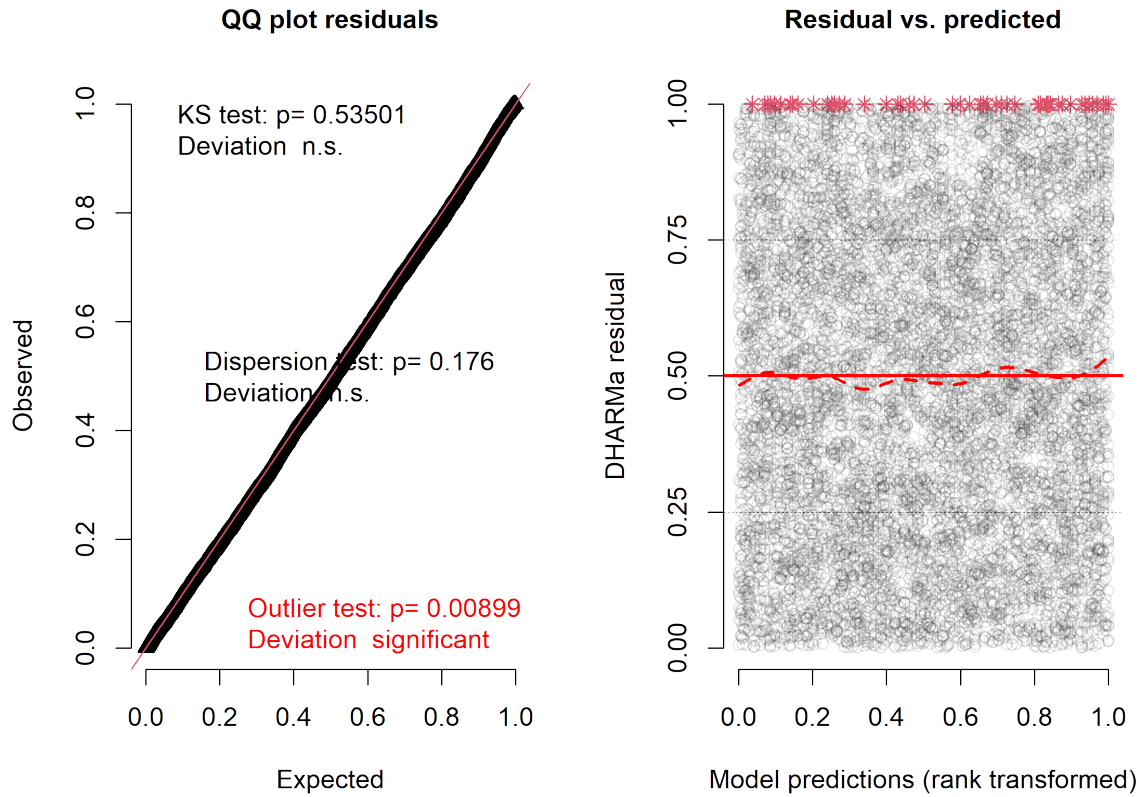 QQ plot residuals
KS test: p= 0.53501
Deviation  n.s.
Dispersion test: p= 0.176
Deviation n.s.
Outlier test: p= 0.00899
Deviation  significant
Observed
0.0
0.2
0.4
0.6
0.8
1.0
0.0 0.2 0.4 0.6 0.8 1.0
Expected
Residual vs. predicted
DHARMa residual
0.00
0.25
0.50
0.75
1.00
0.0 0.2 0.4 0.6 0.8 1.0
Model predictions (rank transformed)